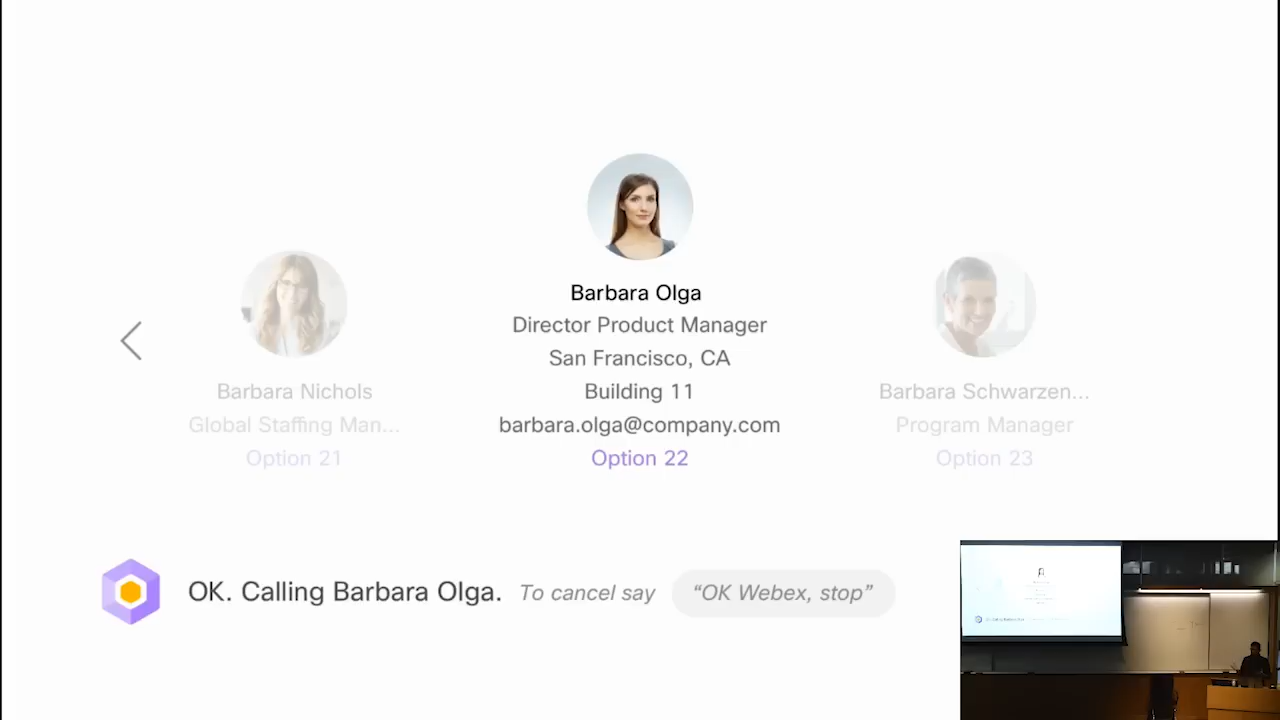 Barbara Olga
Director Product Manager
San Francisco, CA
Building 11
barbara.olga@company.com
Option 22
Barbara Nichols
Global Staffing Man...
Option 21
Barbara Schwarzen...
Program Manager
Option 23
OK. Calling Barbara Olga. To cancel say “OK Webex, stop”